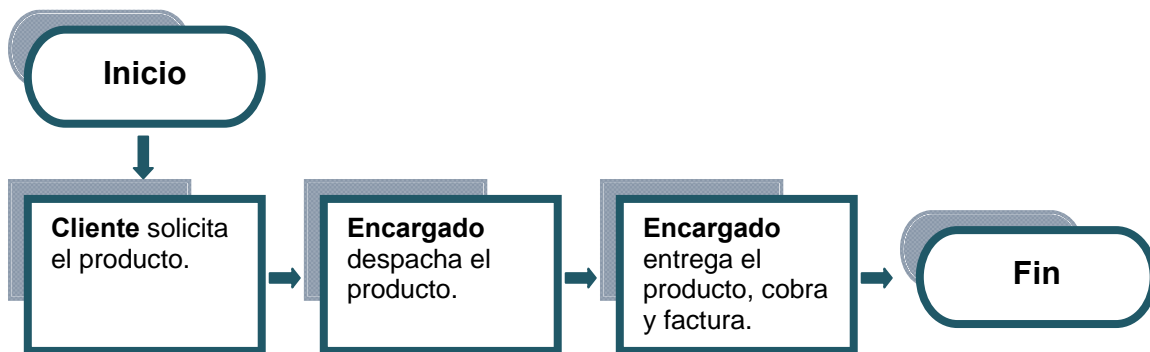 Inicio
Cliente solicita
el producto.
Encargado
despacha el
producto.
Encargado
entrega el
producto, cobra
y factura.
Fin